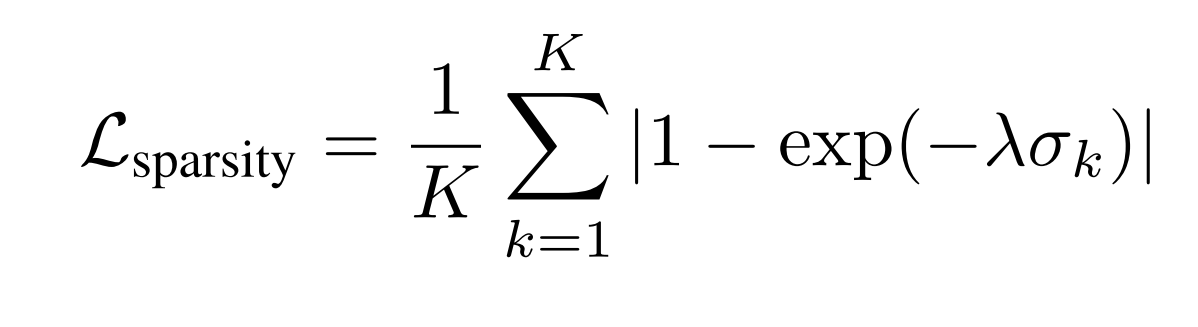 $\mathcal{L}_{\text{sparsity}} = \frac{1}{K} \sum_{k=1}^{K} |1 - \exp(-\lambda\sigma_k)|$